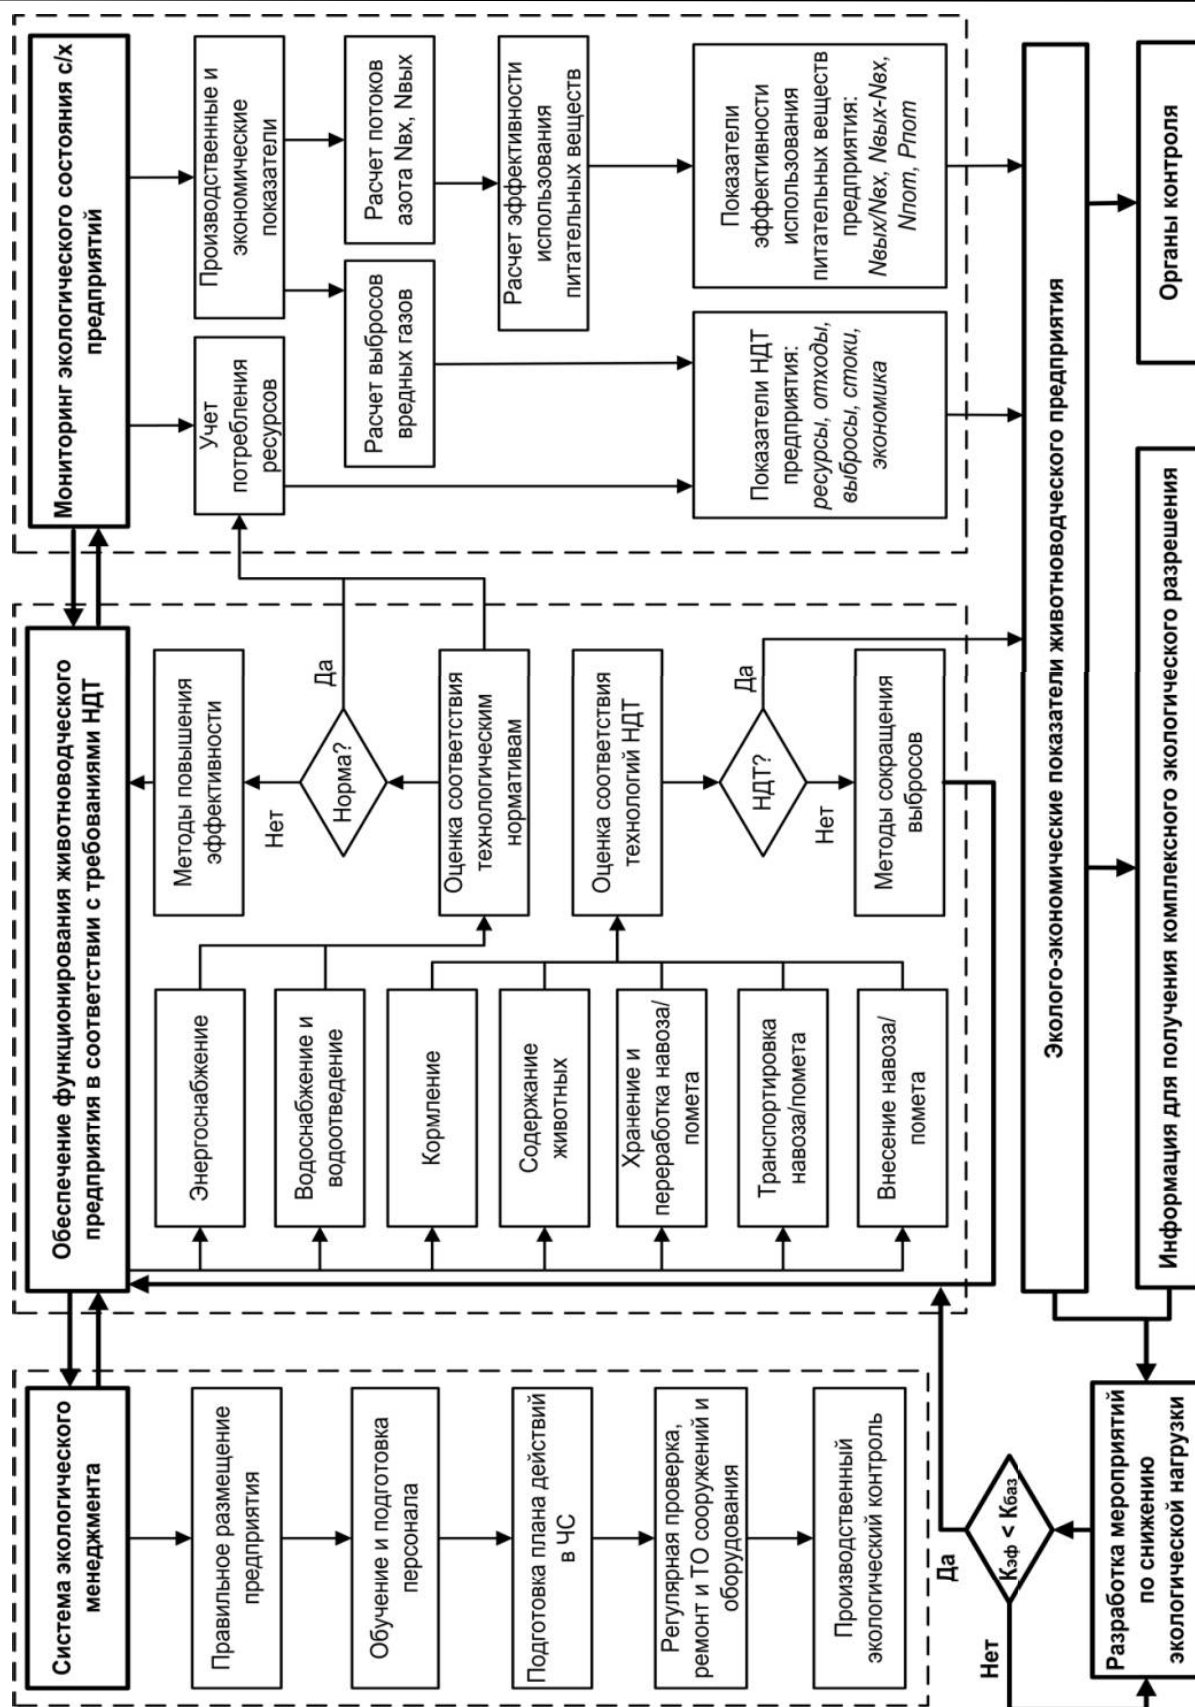 Система экологического
менеджмента
Правильное размещение
предприятия
Обучение и подготовка
персонала
Подготовка плана действий
в ЧС
Регулярная проверка,
ремонт и ТО сооружений и
оборудования
Производственный
экологический контроль
Обеспечение функционирования животноводческого
предприятия в соответствии с требованиями НДТ
Энергоснабжение
Водоснабжение и
водоотведение
Кормление
Содержание
животных
Хранение и
переработка навоза/
помета
Транспортировка
навоза/помета
Внесение навоза/
помета
Методы повышения
эффективности
Нет
Норма?
Да
Оценка соответствия
технологическим
нормативам
Оценка соответствия
технологий НДТ
НДТ?
Да
Нет
Методы сокращения
выбросов
Мониторинг экологического состояния с/х
предприятий
Учет
потребления
ресурсов
Производственные и
экономические
показатели
Расчет выбросов
вредных газов
Расчет потоков
азота Nвх, Nвых
Расчет эффективности
использования
питательных веществ
Показатели НДТ
предприятия:
ресурсы, отходы,
выбросы, стоки,
экономика
Показатели
эффективности
использования
питательных веществ
предприятия:
Nвых/Nвх, Nвых-Nвх,
Nпот, Pпот
Эколого-экономические показатели животноводческого предприятия
Информация для получения комплексного экологического разрешения
Органы контроля
Да
Кэф < Кбаз
Нет
Разработка мероприятий
по снижению
экологической нагрузки